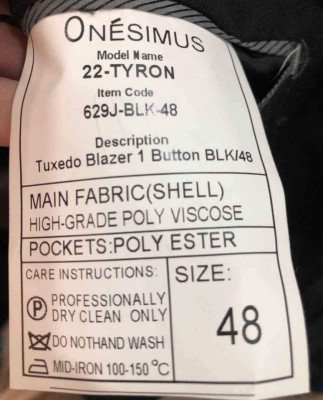 ONÉSIMUS
Model Name
22-TYRON
Item Code
629J-BLK-48
Description
Tuxedo Blazer 1 Button BLK/48
MAIN FABRIC(SHELL)
HIGH-GRADE POLY VISCOSE
POCKETS:POLY ESTER
CARE INSTRUCTIONS:
P PROFESSIONALLY
DRY CLEAN ONLY
DO NOTHAND WASH
MID-IRON 100-150 °C
SIZE:
48